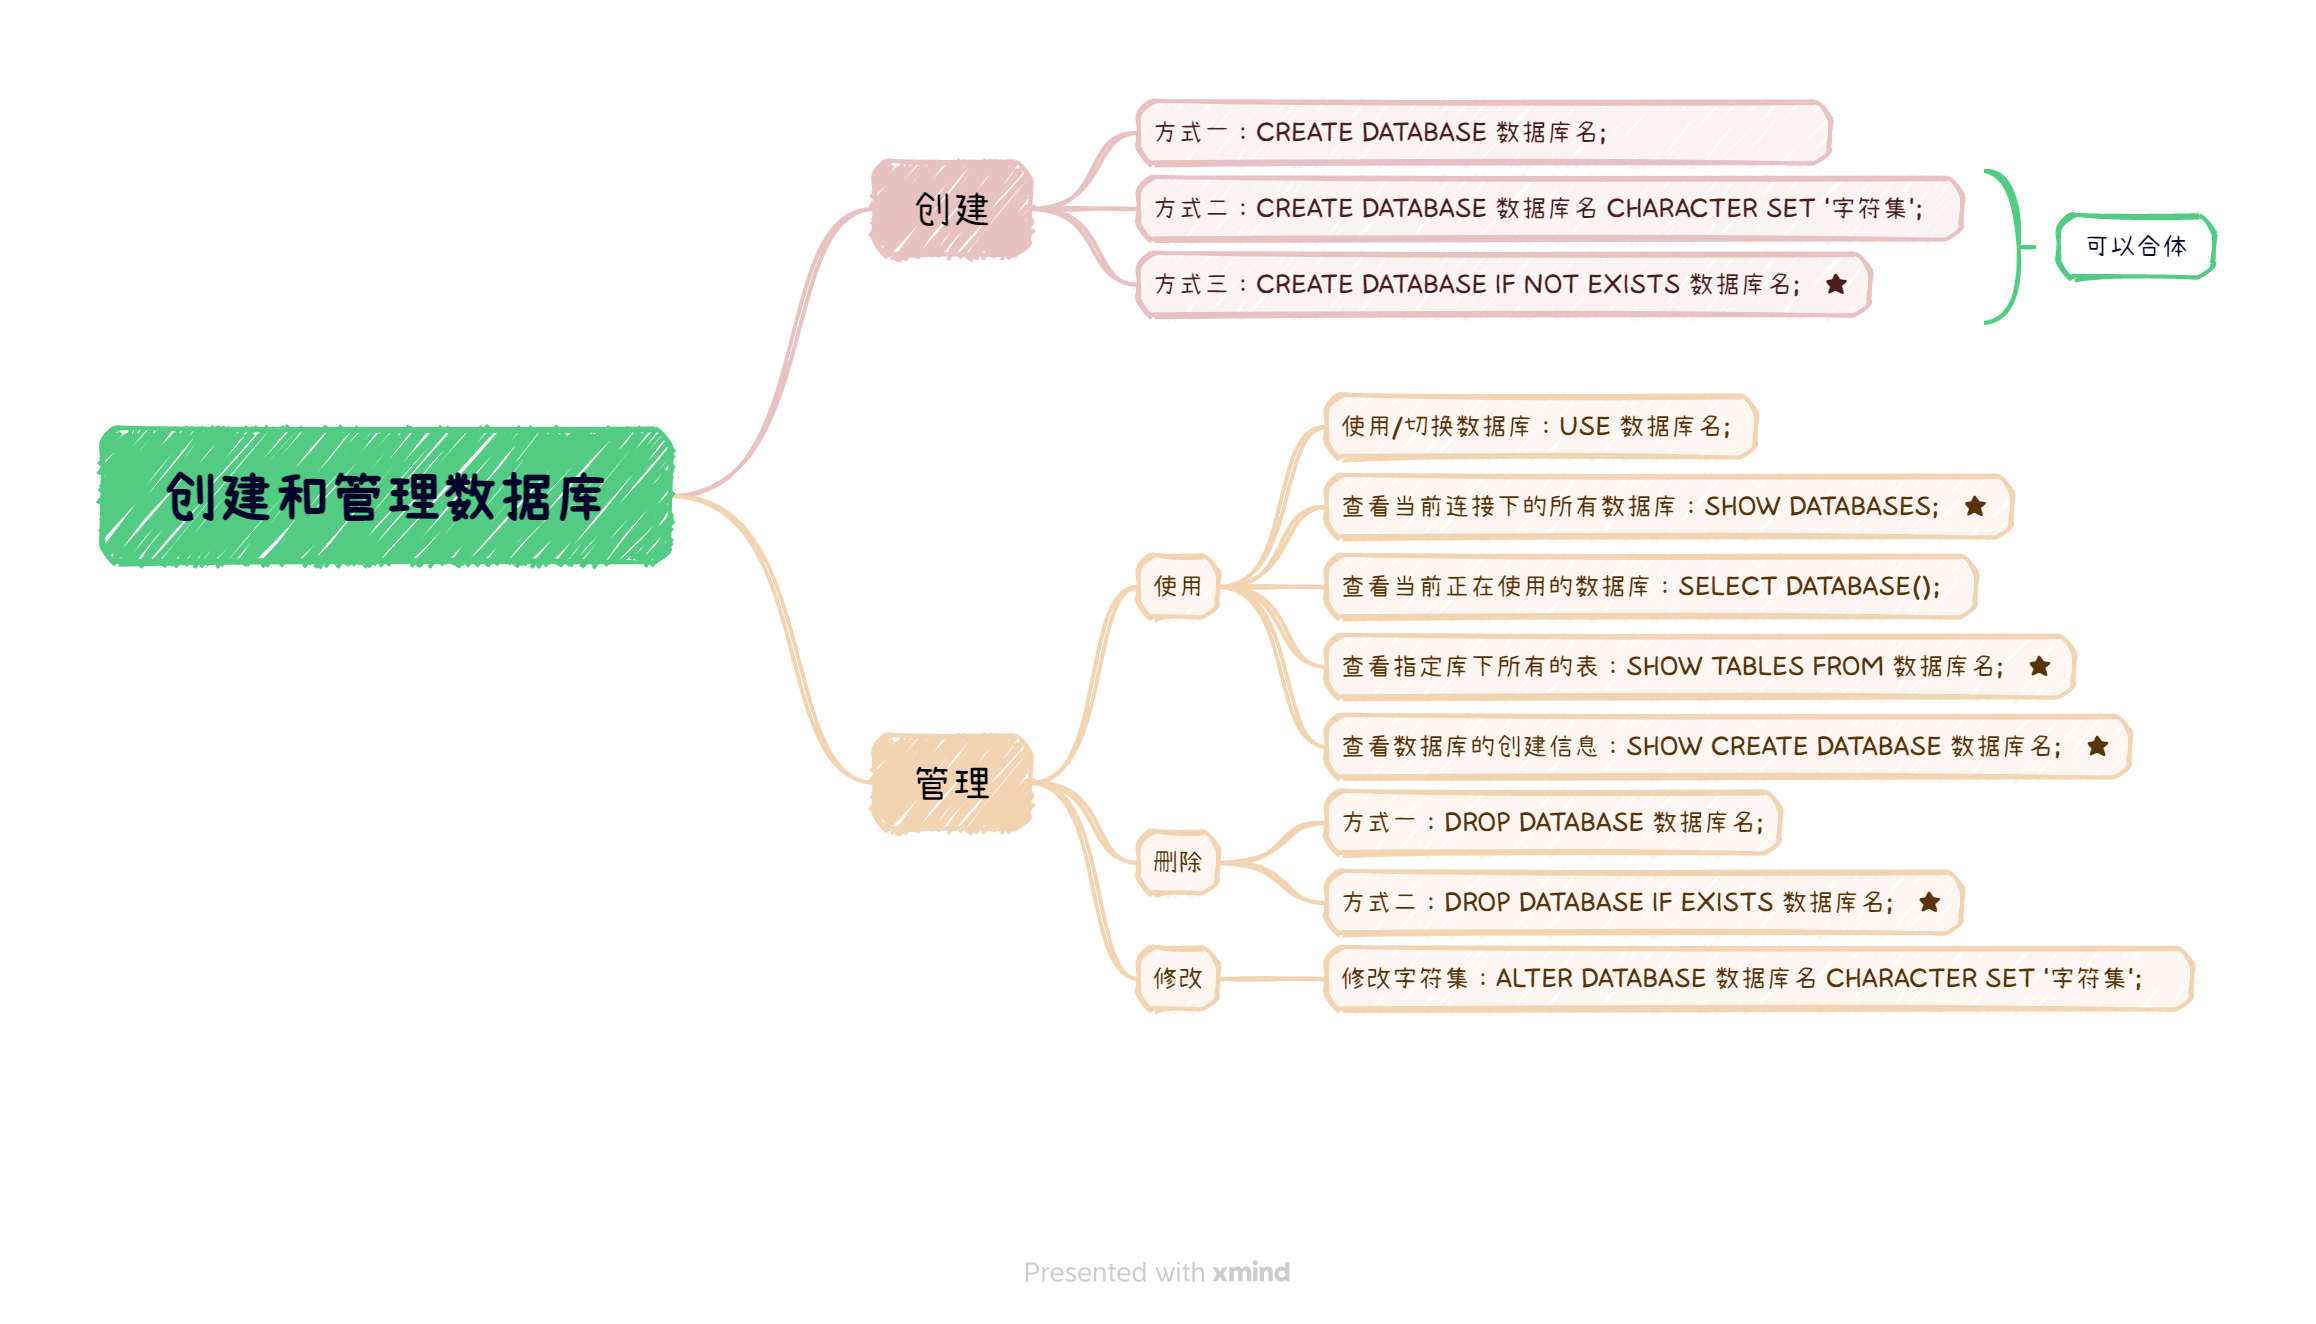 创建和管理数据库
创建
方式一：CREATE DATABASE 数据库名;
方式二：CREATE DATABASE 数据库名 CHARACTER SET '字符集';
方式三：CREATE DATABASE IF NOT EXISTS 数据库名; ★
可以合体
管理
使用
使用/切换数据库：USE 数据库名;
查看当前连接下的所有数据库：SHOW DATABASES; ★
查看当前正在使用的数据库：SELECT DATABASE();
查看指定库下所有的表：SHOW TABLES FROM 数据库名; ★
查看数据库的创建信息：SHOW CREATE DATABASE 数据库名; ★
删除
方式一：DROP DATABASE 数据库名;
方式二：DROP DATABASE IF EXISTS 数据库名; ★
修改
修改字符集：ALTER DATABASE 数据库名 CHARACTER SET '字符集';
Presented with xmind